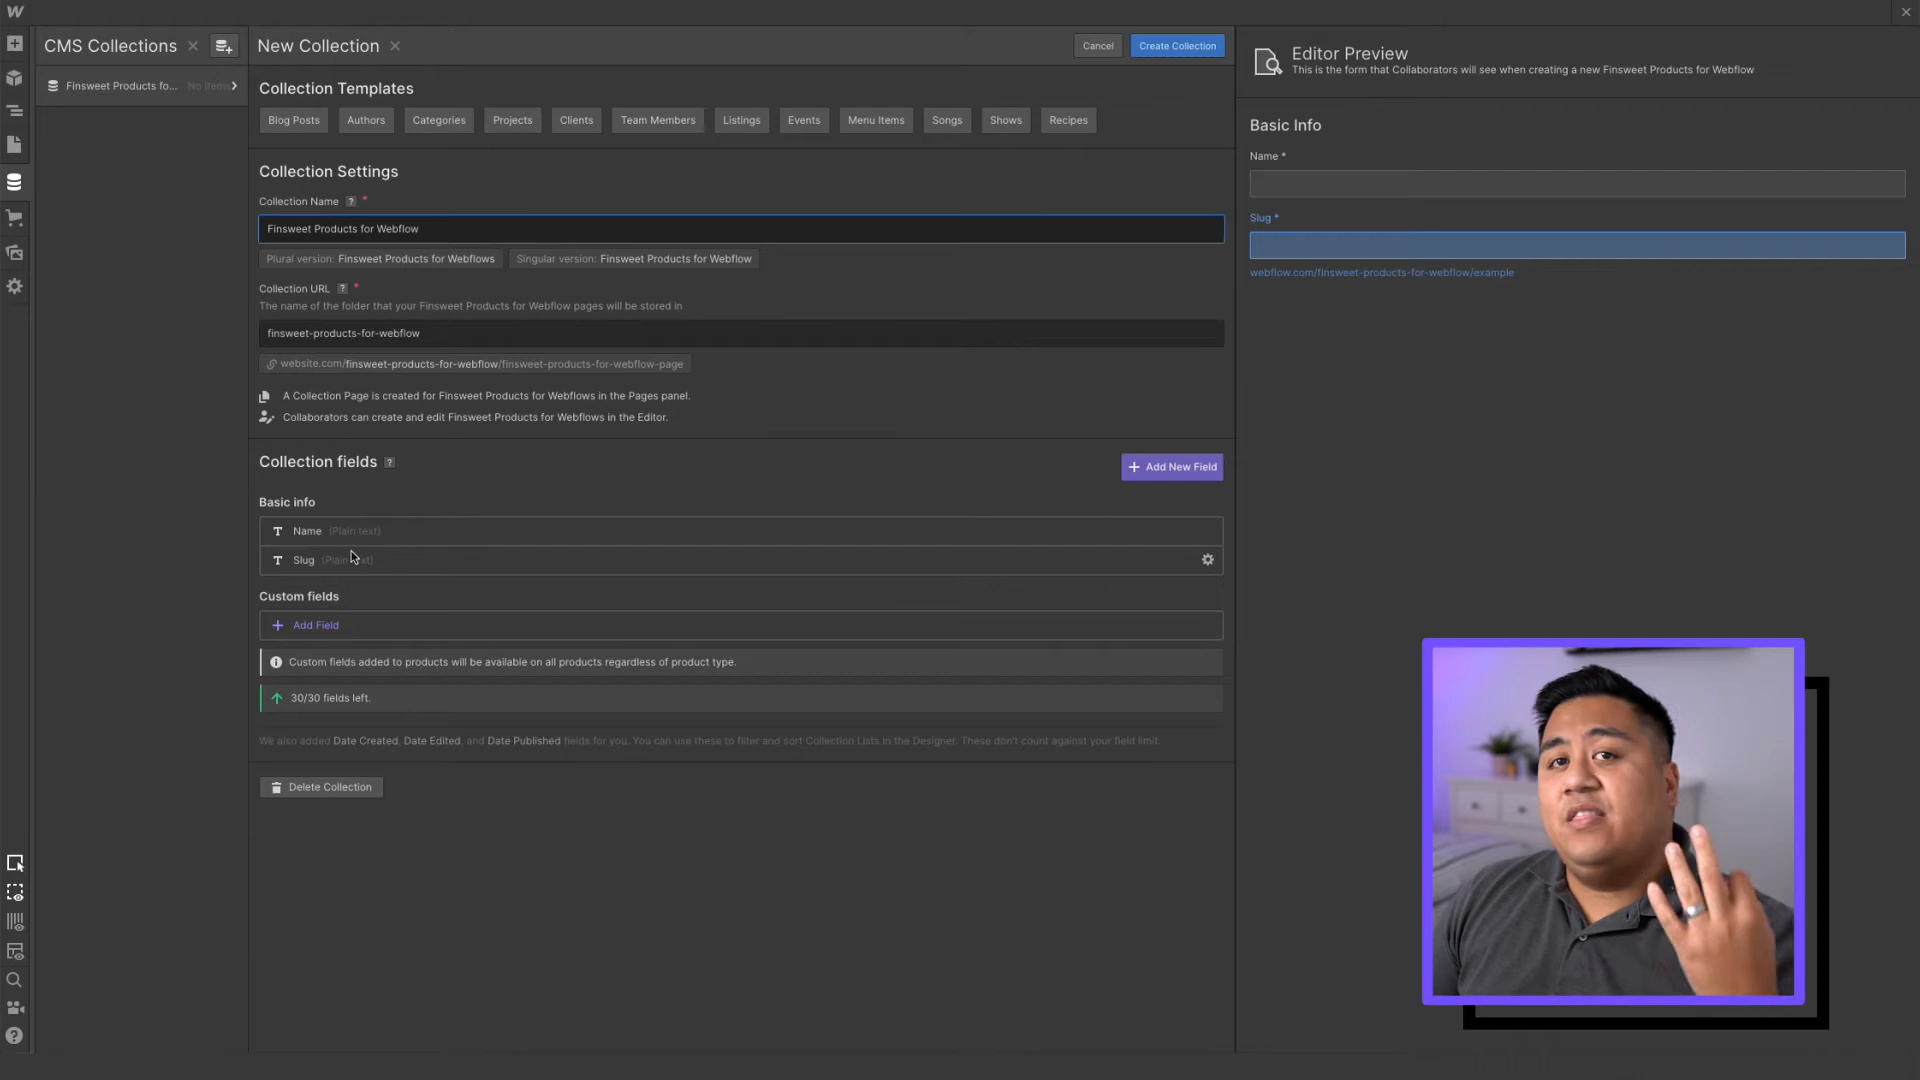 W
CMS Collections
Finsweet Products fo... No items
New Collection
Cancel
Create Collection
Collection Templates
Blog Posts
Authors
Categories
Projects
Clients
Team Members
Listings
Events
Menu Items
Songs
Shows
Recipes
Collection Settings
Collection Name ? *
Finsweet Products for Webflow
Plural version: Finsweet Products for Webflows
Singular version: Finsweet Products for Webflow
Collection URL ? *
The name of the folder that your Finsweet Products for Webflow pages will be stored in
finsweet-products-for-webflow
website.com/finsweet-products-for-webflow/finsweet-products-for-webflow-page
A Collection Page is created for Finsweet Products for Webflows in the Pages panel.
Collaborators can create and edit Finsweet Products for Webflows in the Editor.
Collection fields ?
+ Add New Field
Basic info
T Name (Plain text)
T Slug (Plain text)
Custom fields
+ Add Field
Custom fields added to products will be available on all products regardless of product type.
30/30 fields left.
We also added Date Created, Date Edited, and Date Published fields for you. You can use these to filter and sort Collection Lists in the Designer. These don't count against your field limit.
Delete Collection
Editor Preview
This is the form that Collaborators will see when creating a new Finsweet Products for Webflow
Basic Info
Name *
Slug *
webflow.com/finsweet-products-for-webflow/example